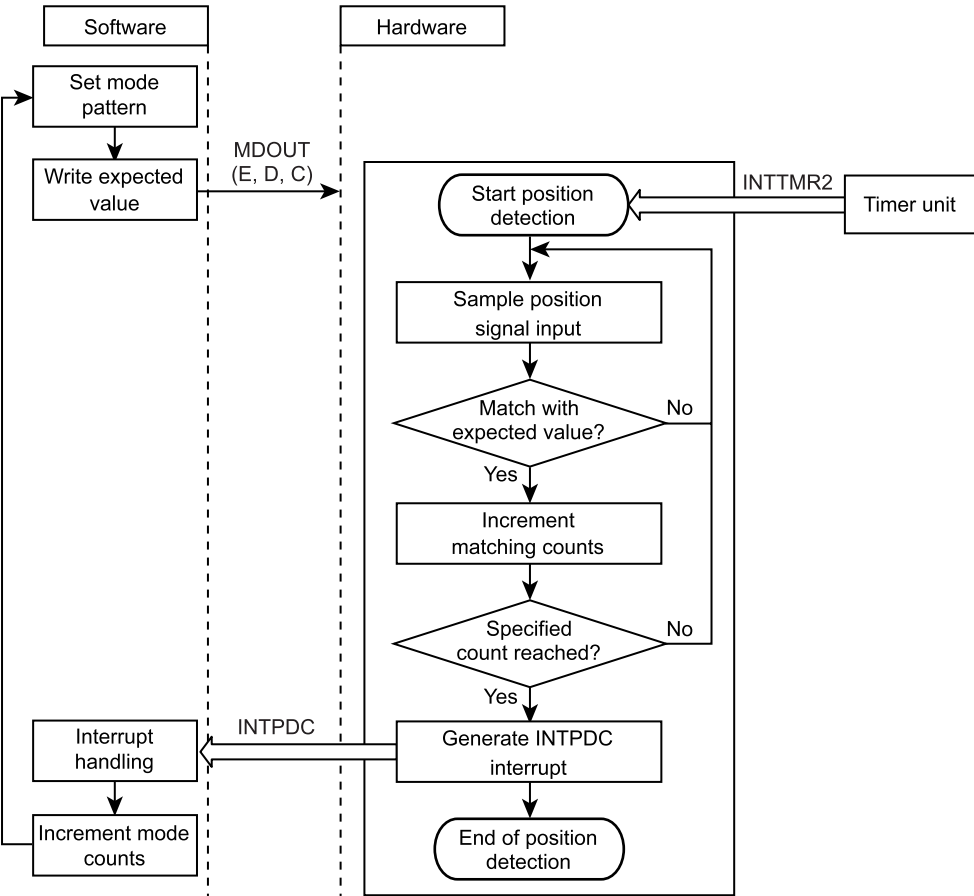 Software
Hardware
Set mode
pattern
Write expected
value
MDOUT
(E, D, C)
Start position
detection
INTTMR2
Timer unit
Sample position
signal input
Match with
expected value?
No
Yes
Increment
matching counts
Specified
count reached?
No
Yes
Generate INTPDC
interrupt
INTPDC
Interrupt
handling
Increment mode
counts
End of position
detection